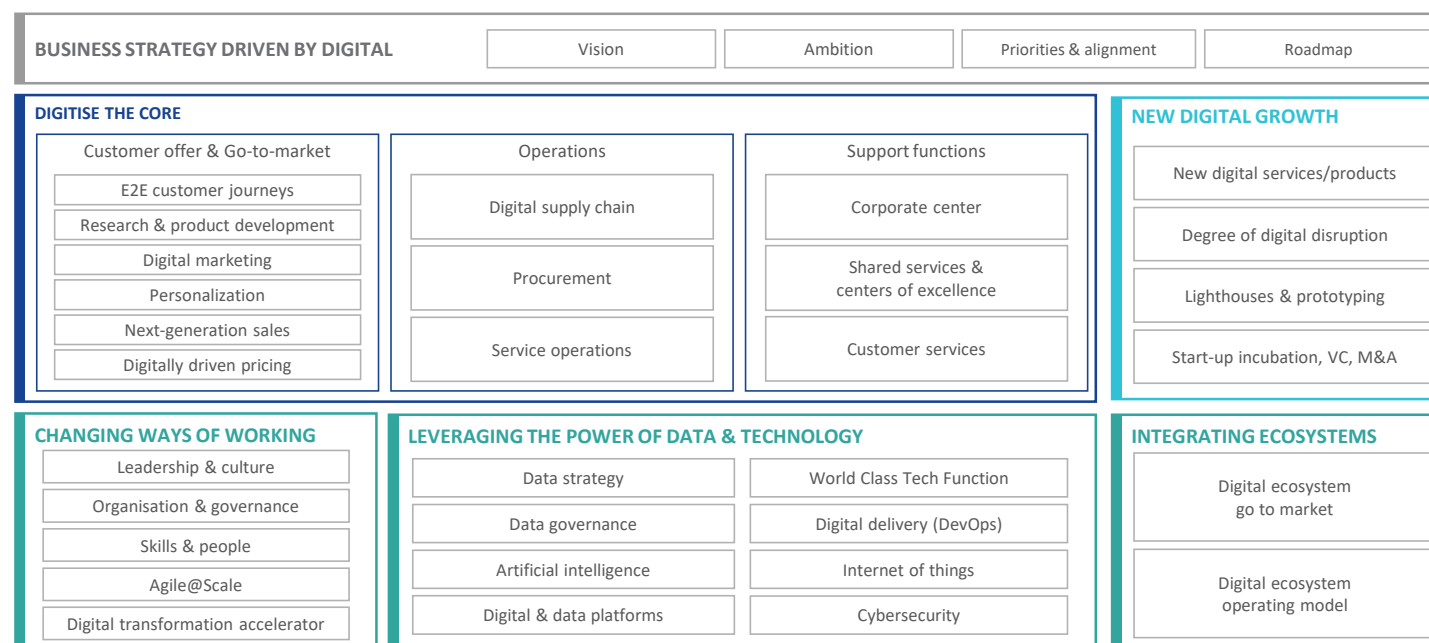 BUSINESS STRATEGY DRIVEN BY DIGITAL
Vision
Ambition
Priorities & alignment
Roadmap
DIGITISE THE CORE
Customer offer & Go-to-market
E2E customer journeys
Research & product development
Digital marketing
Personalization
Next-generation sales
Digitally driven pricing
Operations
Digital supply chain
Procurement
Service operations
Support functions
Corporate center
Shared services &
centers of excellence
Customer services
NEW DIGITAL GROWTH
New digital services/products
Degree of digital disruption
Lighthouses & prototyping
Start-up incubation, VC, M&A
CHANGING WAYS OF WORKING
Leadership & culture
Organisation & governance
Skills & people
Agile@Scale
Digital transformation accelerator
LEVERAGING THE POWER OF DATA & TECHNOLOGY
Data strategy
Data governance
Artificial intelligence
Digital & data platforms
World Class Tech Function
Digital delivery (DevOps)
Internet of things
Cybersecurity
INTEGRATING ECOSYSTEMS
Digital ecosystem
go to market
Digital ecosystem
operating model